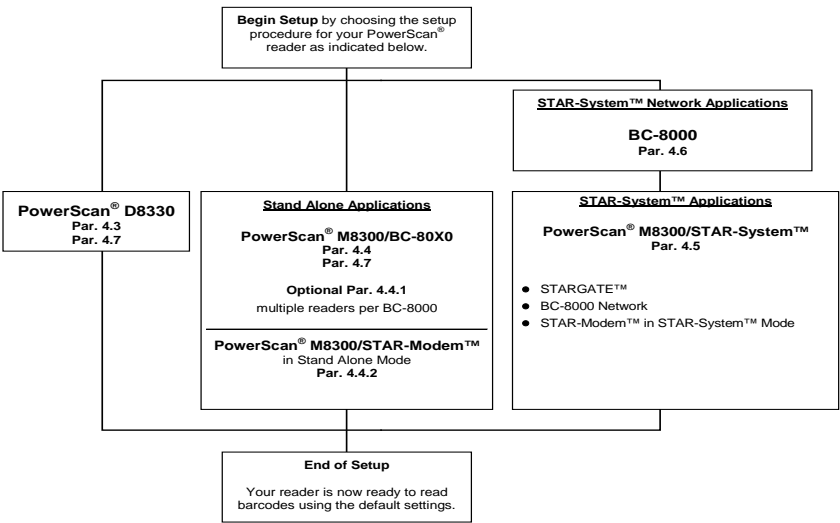 Begin Setup by choosing the setup
procedure for your PowerScan®
reader as indicated below.
STAR-System™ Network Applications
BC-8000
Par. 4.6
PowerScan® D8330
Par. 4.3
Par. 4.7
Stand Alone Applications
PowerScan® M8300/BC-80X0
Par. 4.4
Par. 4.7
Optional Par. 4.4.1
multiple readers per BC-8000
PowerScan® M8300/STAR-Modem™
in Stand Alone Mode
Par. 4.4.2
STAR-System™ Applications
PowerScan® M8300/STAR-System™
Par. 4.5
● STARGATE™
● BC-8000 Network
● STAR-Modem™ in STAR-System™ Mode
End of Setup
Your reader is now ready to read
barcodes using the default settings.